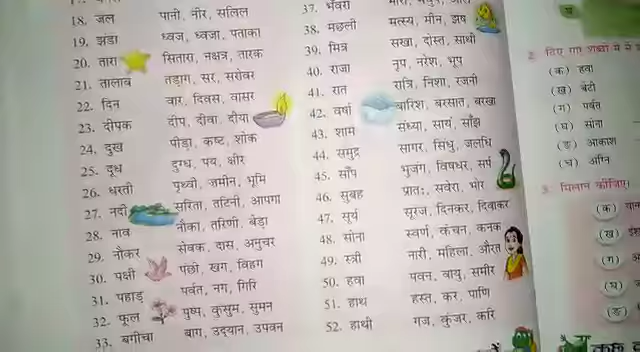 18. जल पानी, नीर, सलिल
19. झंडा ध्वज, ध्वजा, पताका
20. तारा सितारा, नक्षत्र, तारक
21. तालाब तड़ाग, सर, सरोवर
22. दिन वार, दिवस, वासर
23. दीपक दीप, दीवा, दीया
24. दुख पीड़ा, कष्ट, शोक
25. दूध दुग्ध, पय, क्षीर
26. धरती पृथ्वी, ज़मीन, भूमि
27. नदी सरिता, तटिनी, आपगा
28. नाव नौका, तरिणी, बेड़ा
29. नौकर सेवक, दास, अनुचर
30. पक्षी पंछी, खग, विहग
31. पहाड़ पर्वत, नग, गिरि
32. फूल पुष्प, कुसुम, सुमन
33. बगीचा बाग, उद्यान, उपवन
37. भँवरा
38. मछली मत्स्य, मीन, झष
39. मित्र सखा, दोस्त, साथी
40. राजा नृप, नरेश, भूप
41. रात रात्रि, निशा, रजनी
42. वर्षा बारिश, बरसात, बरखा
43. शाम संध्या, सायं, साँझ
44. समुद्र सागर, सिंधु, जलधि
45. साँप भुजंग, विषधर, सर्प
46. सुबह प्रातः, सवेरा, भोर
47. सूर्य सूरज, दिनकर, दिवाकर
48. सोना स्वर्ण, कंचन, कनक
49. स्त्री नारी, महिला, औरत
50. हवा पवन, वायु, समीर
51. हाथ हस्त, कर, पाणि
52. हाथी गज, कुंजर, करि
2. दिए गए शब्दों
(क) हवा
(ख) बेटी
(ग) पर्वत
(घ) सोना
(ङ) आकाश
(च) अग्नि
3. मिलान कीजिए
(क)
(ख)
(ग)
(घ)
(ङ)